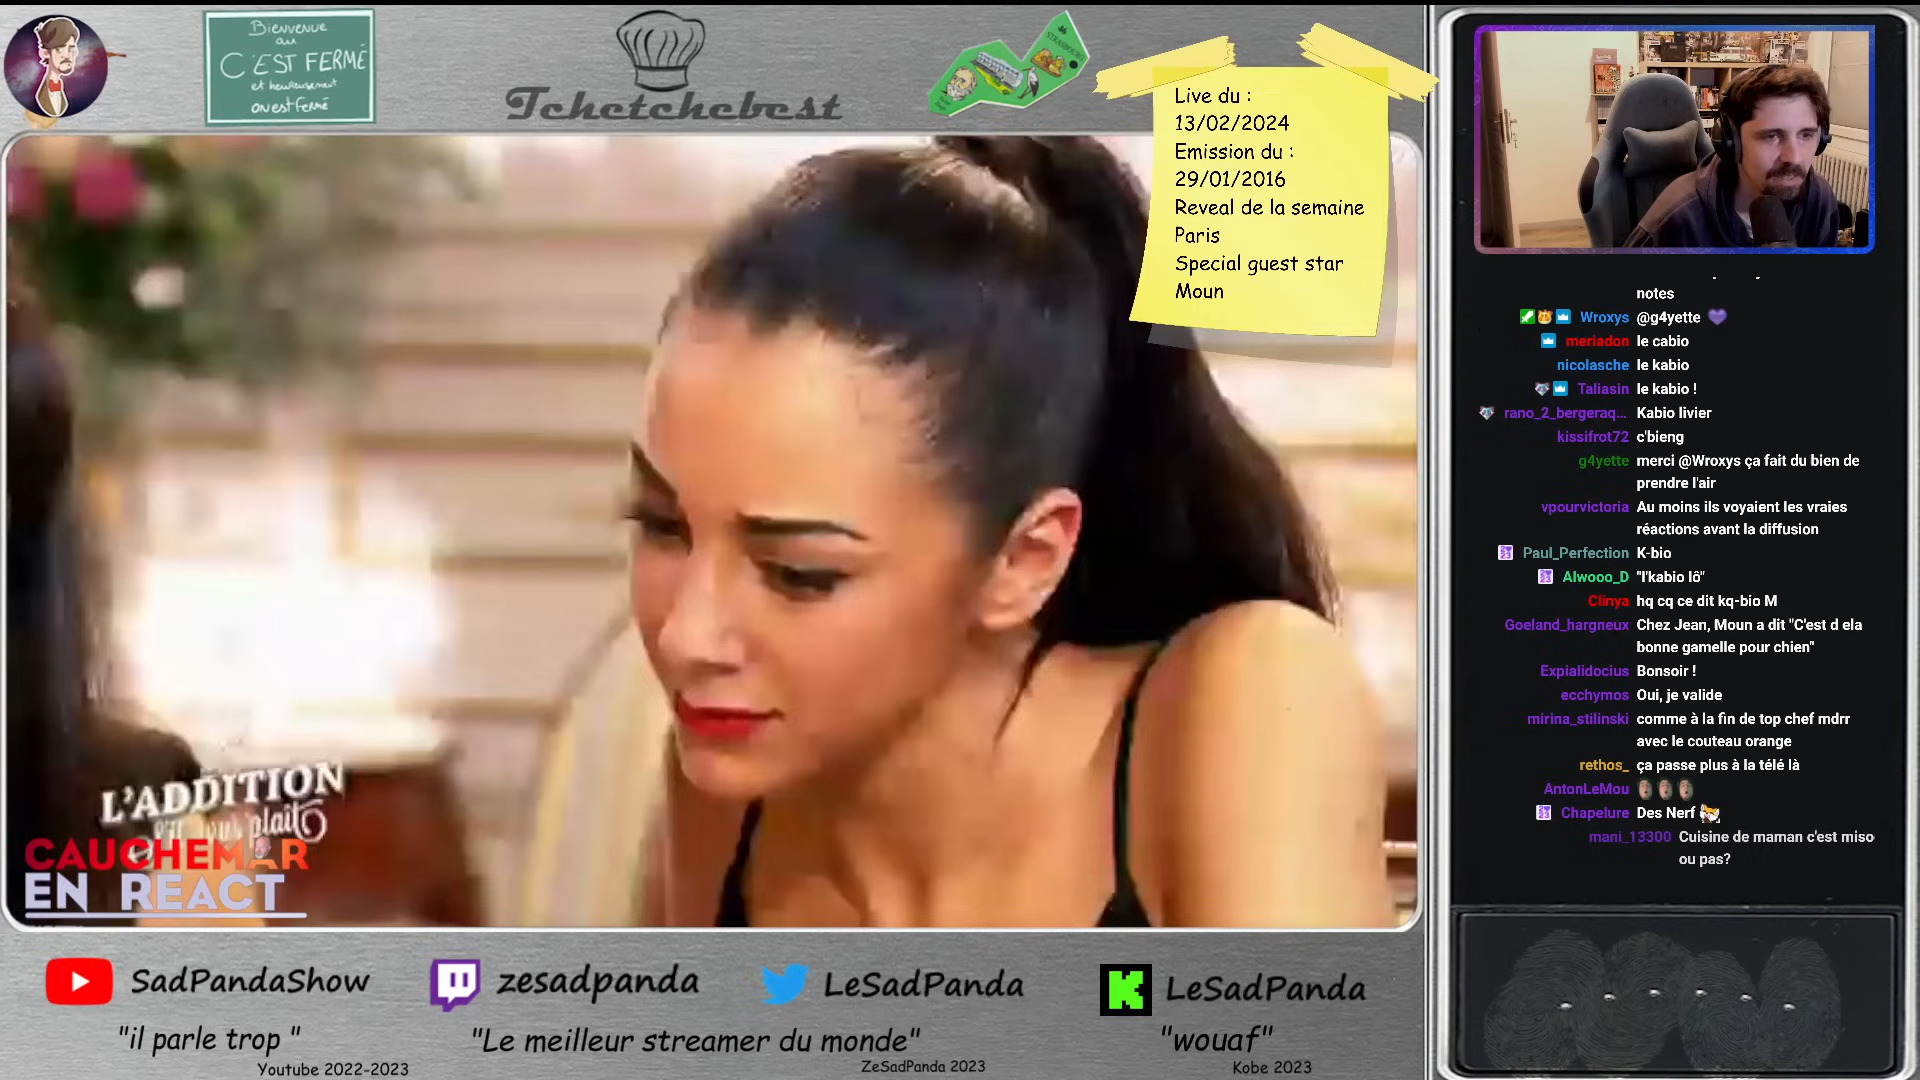 Bienvenue
au
C'EST FERMÉ
et heureusement
on est fermé
Tchetchebest
STRASBOURG
Live du :
13/02/2024
Emission du :
29/01/2016
Reveal de la semaine
Paris
Special guest star
Moun
L'ADDITION
s'il vous plaît
CAUCHEMAR
EN REACT
notes
Wroxys @g4yette
meriadon le cabio
nicolasche le kabio
Taliasin le kabio !
rano_2_bergeraq... Kabio livier
kissifrot72 c'bieng
g4yette merci @Wroxys ça fait du bien de
prendre l'air
vpourvictoria Au moins ils voyaient les vraies
réactions avant la diffusion
Paul_Perfection K-bio
Alwooo_D "l'kabio lô"
Clinya hq cq ce dit kq-bio M
Goeland_hargneux Chez Jean, Moun a dit "C'est d ela
bonne gamelle pour chien"
Expialidocius Bonsoir !
ecchymos Oui, je valide
mirina_stilinski comme à la fin de top chef mdrr
avec le couteau orange
rethos_ ça passe plus à la télé là
AntonLeMou
Chapelure Des Nerf
mani_13300 Cuisine de maman c'est miso
ou pas?
SadPandaShow
zesadpanda
LeSadPanda
LeSadPanda
"il parle trop "
Youtube 2022-2023
"Le meilleur streamer du monde"
ZeSadPanda 2023
"wouaf"
Kobe 2023